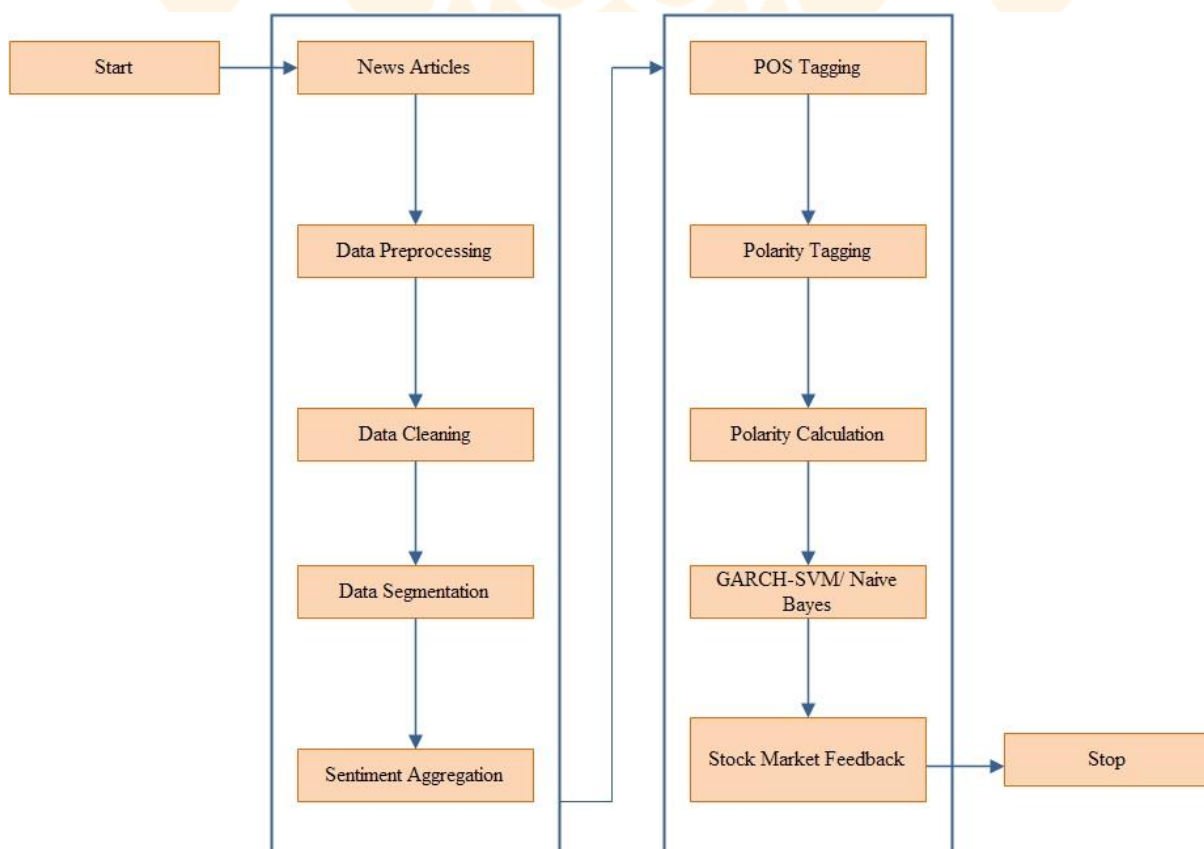 Start
News Articles
Data Preprocessing
Data Cleaning
Data Segmentation
Sentiment Aggregation
POS Tagging
Polarity Tagging
Polarity Calculation
GARCH-SVM/ Naive
Bayes
Stock Market Feedback
Stop